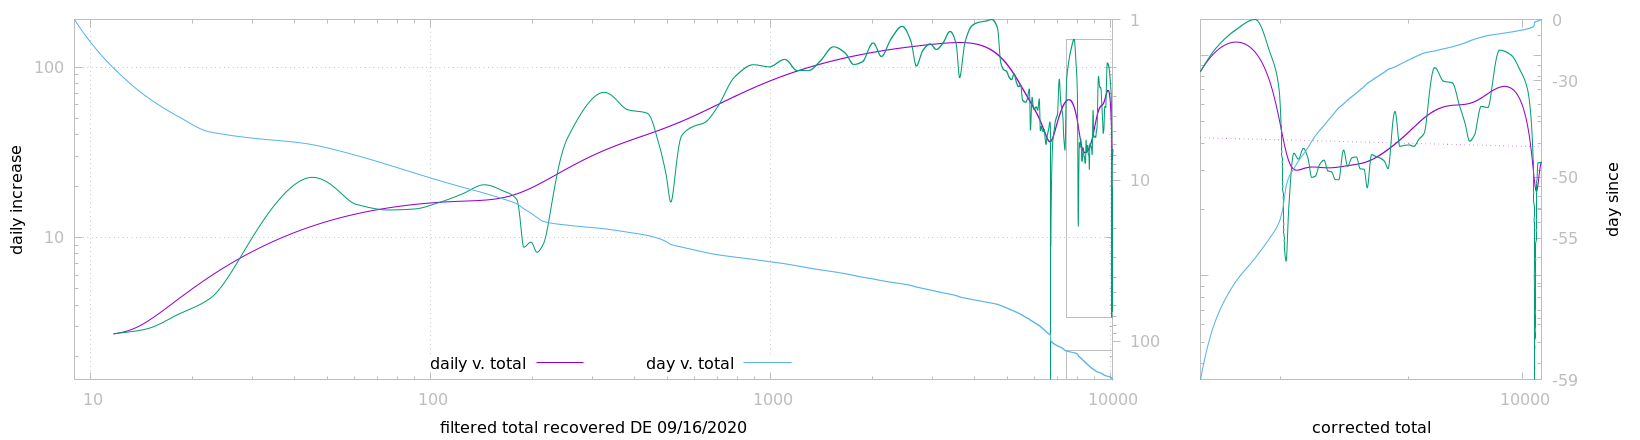 100
10
daily increase
1
10
100
daily v. total
day v. total
10
100
1000
10000
filtered total recovered DE 09/16/2020
0
-30
-50
-55
-59
day since
10000
corrected total